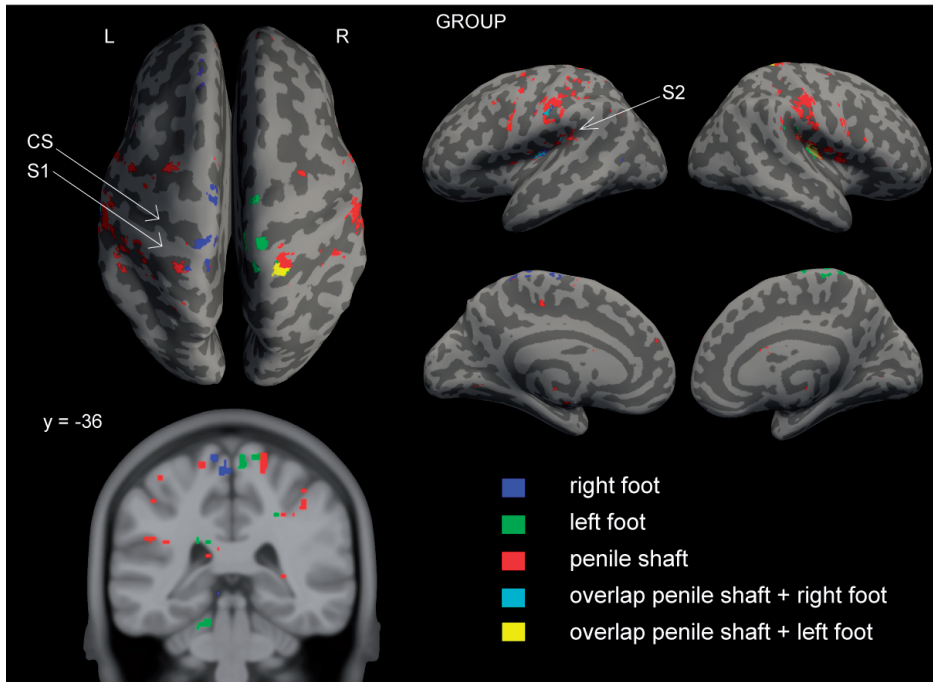 L
R
GROUP
CS
S1
S2
y = -36
right foot
left foot
penile shaft
overlap penile shaft + right foot
overlap penile shaft + left foot